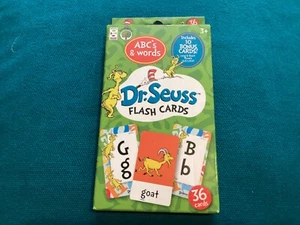 ABC's
& words
3+
Includes
10
BONUS
CARDS:
Dr. Seuss
FLASH CARDS
G
g
goat
B
b
36
cards